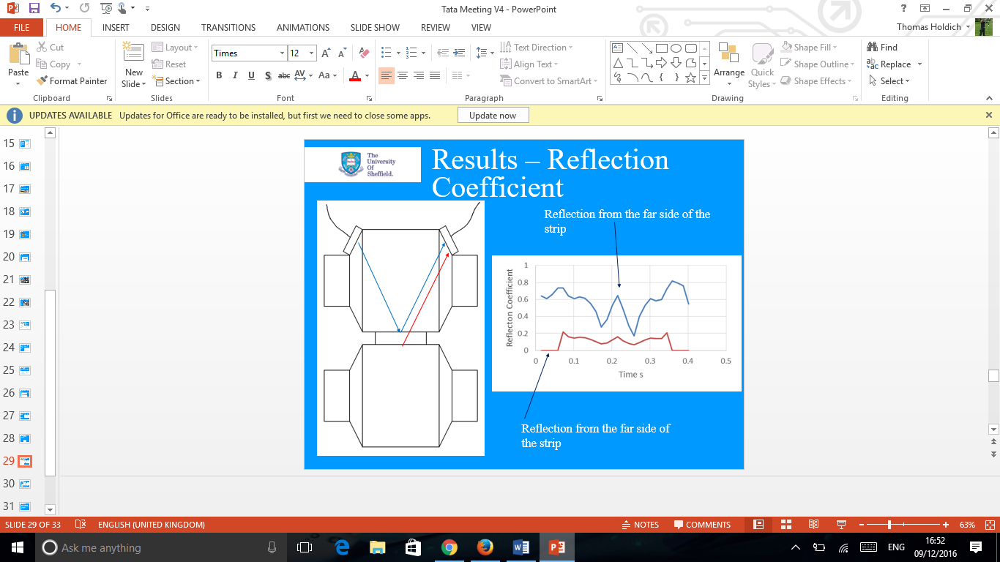 Tata Meeting V4 - PowerPoint
FILE HOME INSERT DESIGN TRANSITIONS ANIMATIONS SLIDE SHOW REVIEW VIEW Thomas Holdich
Paste
Cut
Copy
Format Painter
Clipboard
New
Slide
Layout
Reset
Section
Slides
Times 12
B I U S abc AV Aa A
Font
Text Direction
Align Text
Convert to SmartArt
Paragraph
Arrange
Quick
Styles
Shape Fill
Shape Outline
Shape Effects
Drawing
Find
Replace
Select
Editing
UPDATES AVAILABLE Updates for Office are ready to be installed, but first we need to close some apps. Update now
15
16
17
18
19
20
21
22
23
24
25
26
27
28
29
30
31
The
University
Of
Sheffield.
Results – Reflection
Coefficient
Reflection from the far side of the
strip
Reflecton Coefficient
1
0.8
0.6
0.4
0.2
0
0 0.1 0.2 0.3 0.4 0.5
Time s
Reflection from the far side of
the strip
SLIDE 29 OF 33 ENGLISH (UNITED KINGDOM) NOTES COMMENTS 63%
Ask me anything
ENG
16:52
09/12/2016